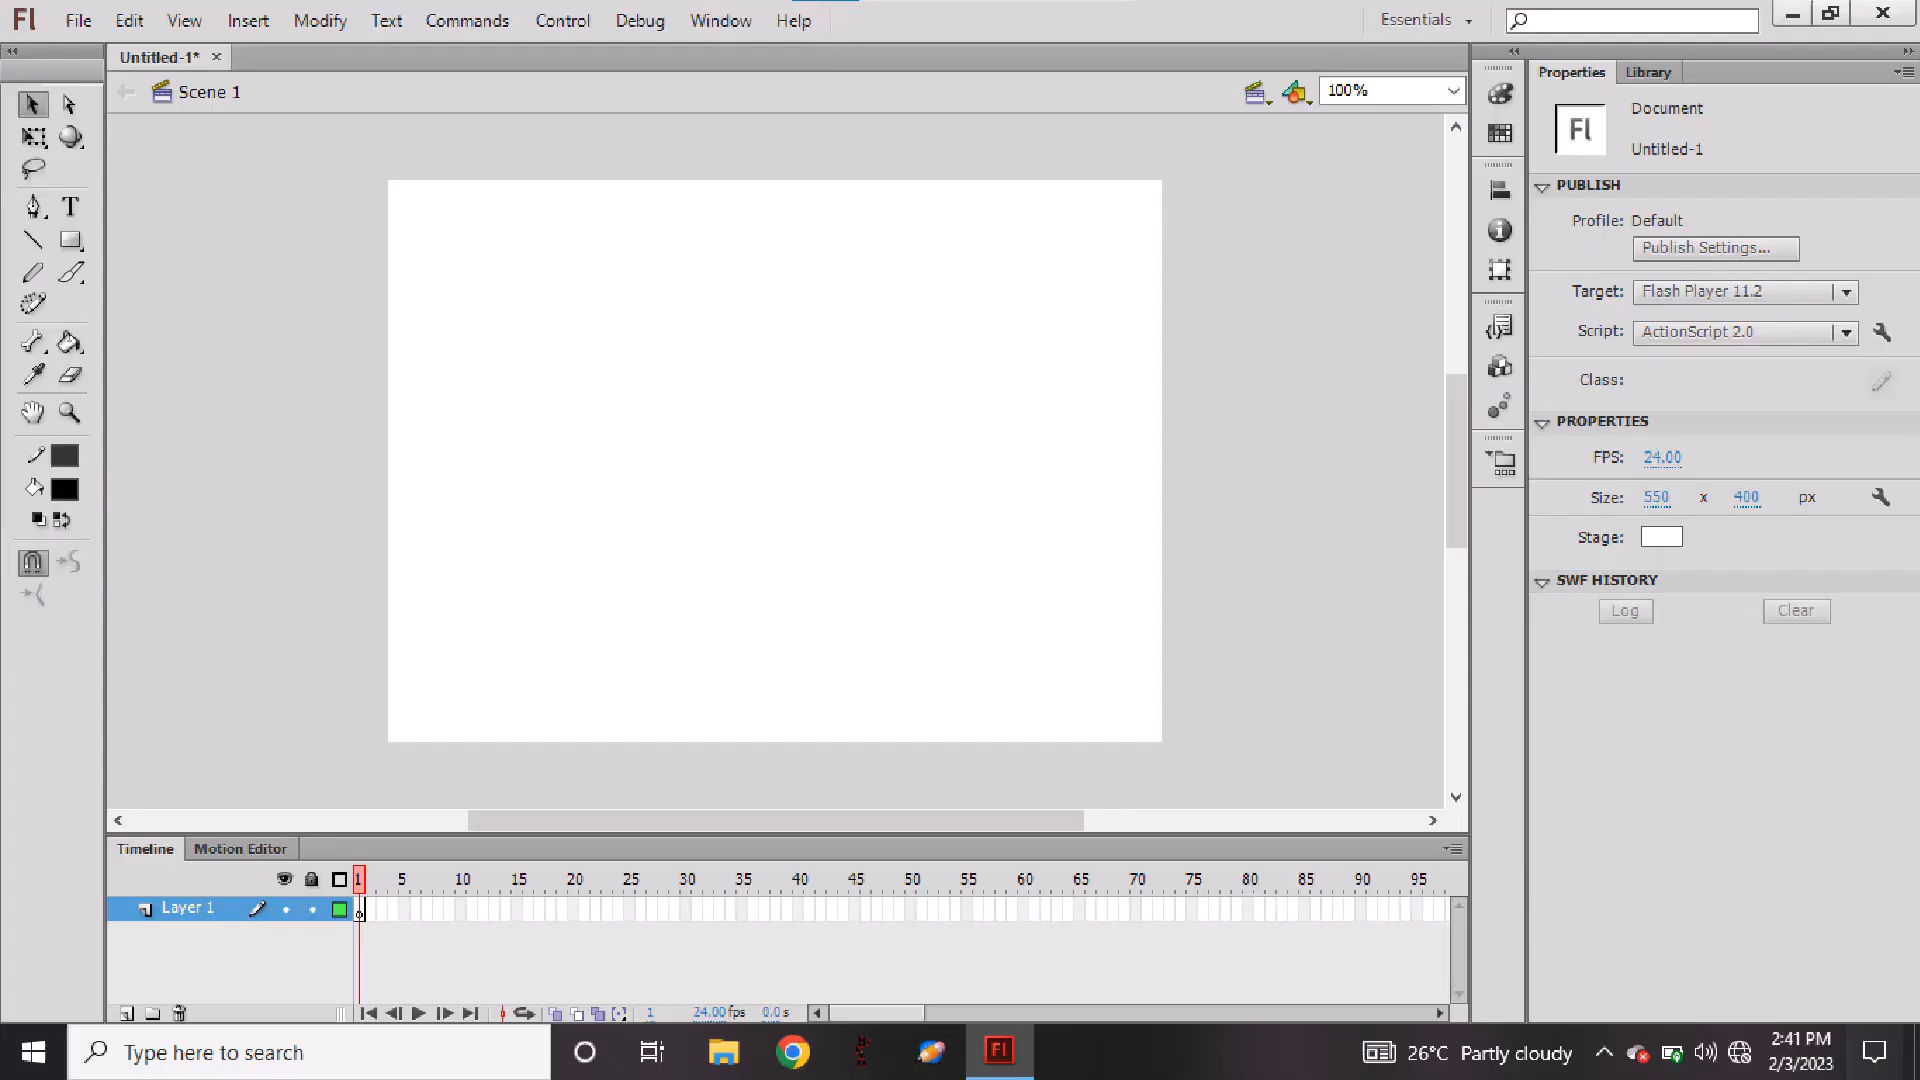 Fl File Edit View Insert Modify Text Commands Control Debug Window Help Essentials
Untitled-1*
Scene 1 100%
T
Properties Library
Fl Document
Untitled-1
PUBLISH
Profile: Default
Publish Settings...
Target: Flash Player 11.2
Script: ActionScript 2.0
Class:
PROPERTIES
FPS: 24.00
Size: 550 x 400 px
Stage:
SWF HISTORY
Log Clear
Timeline Motion Editor
1 5 10 15 20 25 30 35 40 45 50 55 60 65 70 75 80 85 90 95
Layer 1
1 24.00 fps 0.0 s
Type here to search Fl 26°C Partly cloudy 2:41 PM
2/3/2023